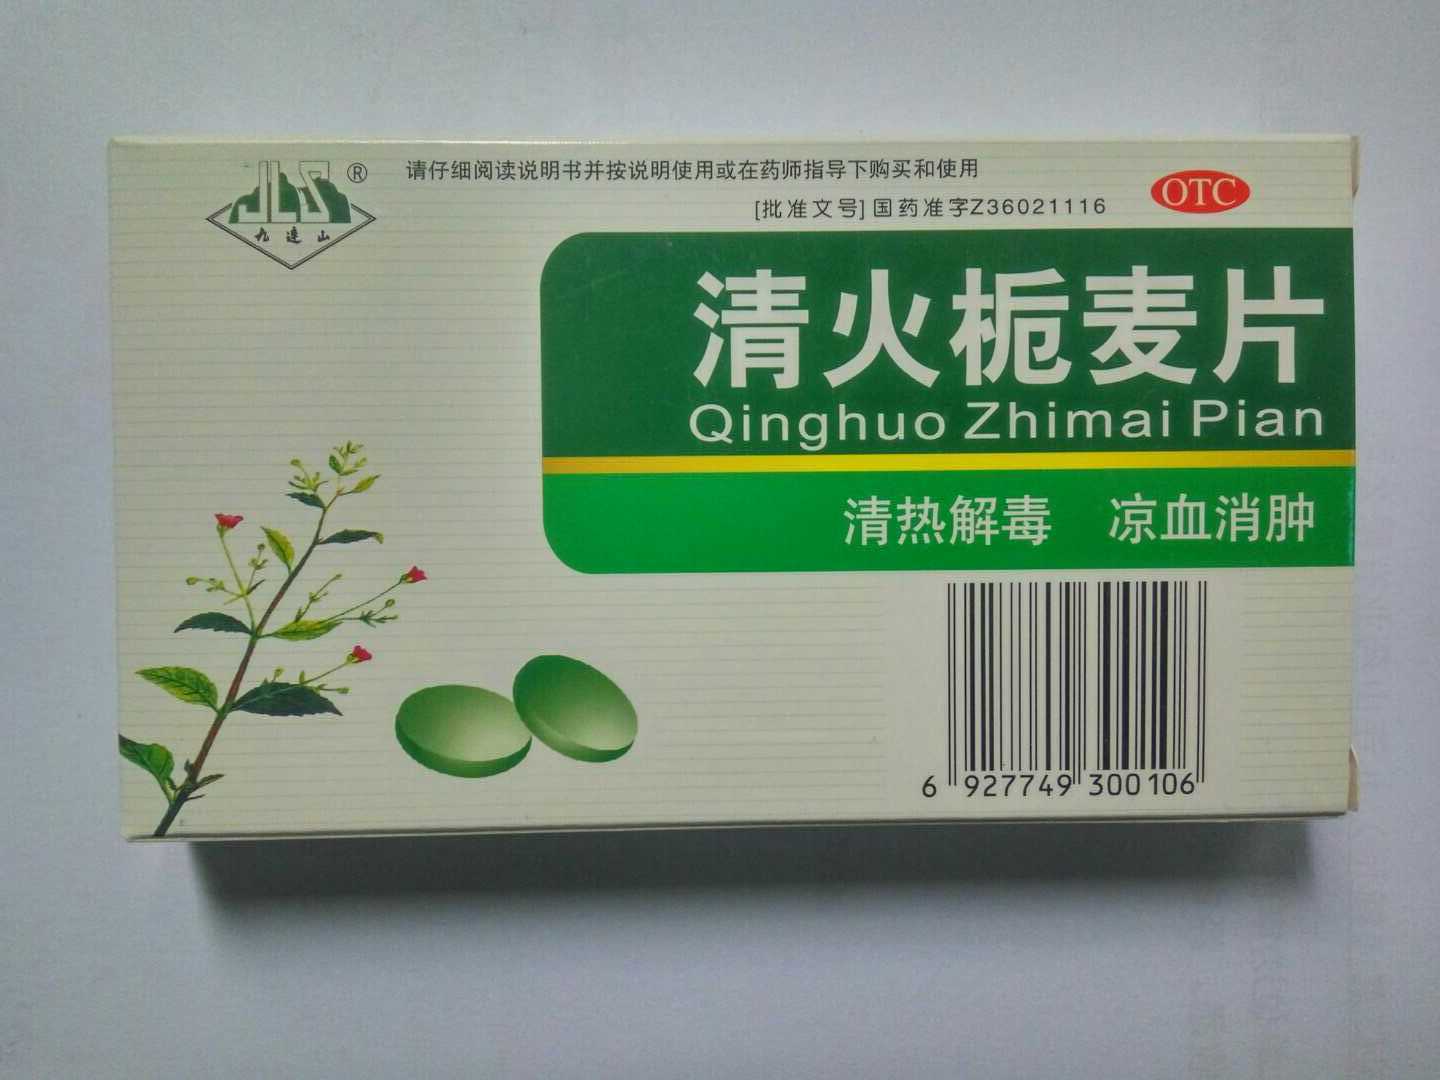 JLS ®
九连山
请仔细阅读说明书并按说明使用或在药师指导下购买和使用
[批准文号] 国药准字Z36021116
OTC
清火栀麦片
Qinghuo Zhimai Pian
清热解毒 凉血消肿
6 927749 300106